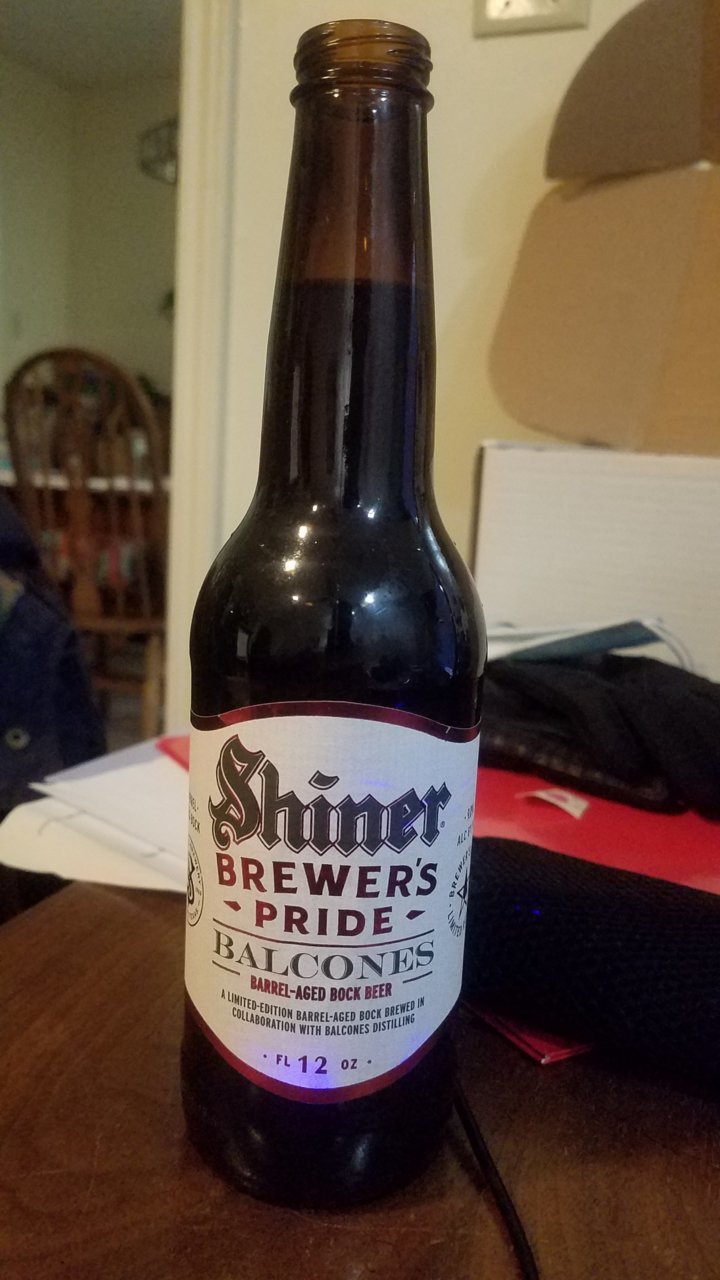 Shiner
BREWER'S
PRIDE
BALCONES
BARREL-AGED BOCK BEER
A LIMITED-EDITION BARREL-AGED BOCK BREWED IN
COLLABORATION WITH BALCONES DISTILLING
• FL 12 OZ •